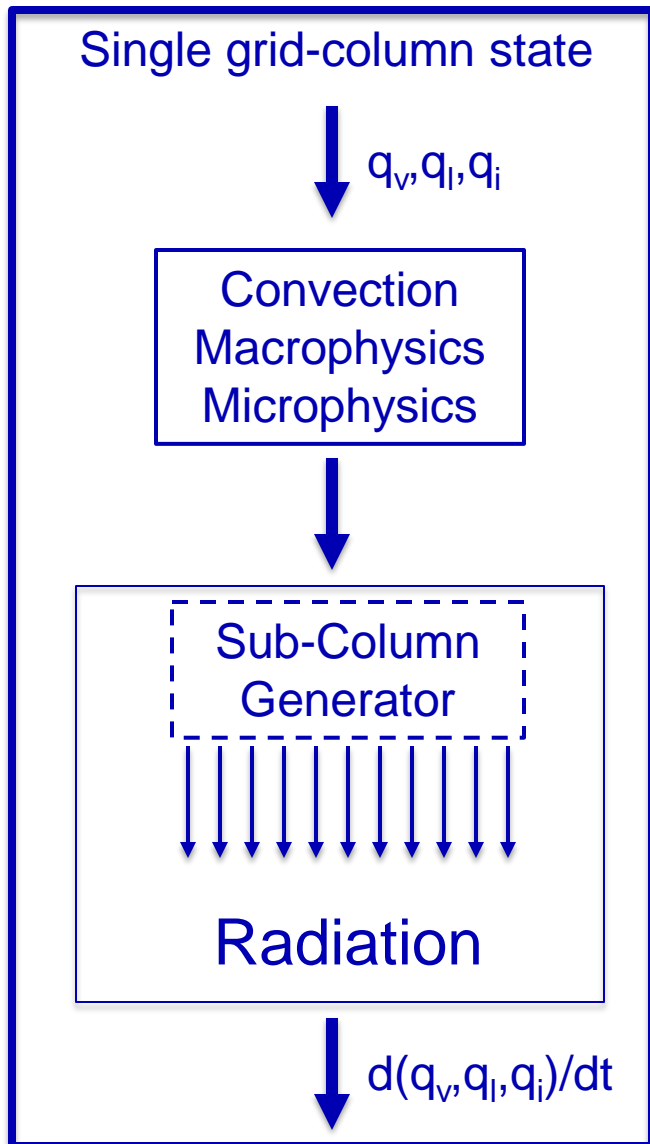 Single grid-column state
qv,ql,qi
Convection
Macrophysics
Microphysics
Sub-Column
Generator
Radiation
d(qv,ql,qi)/dt